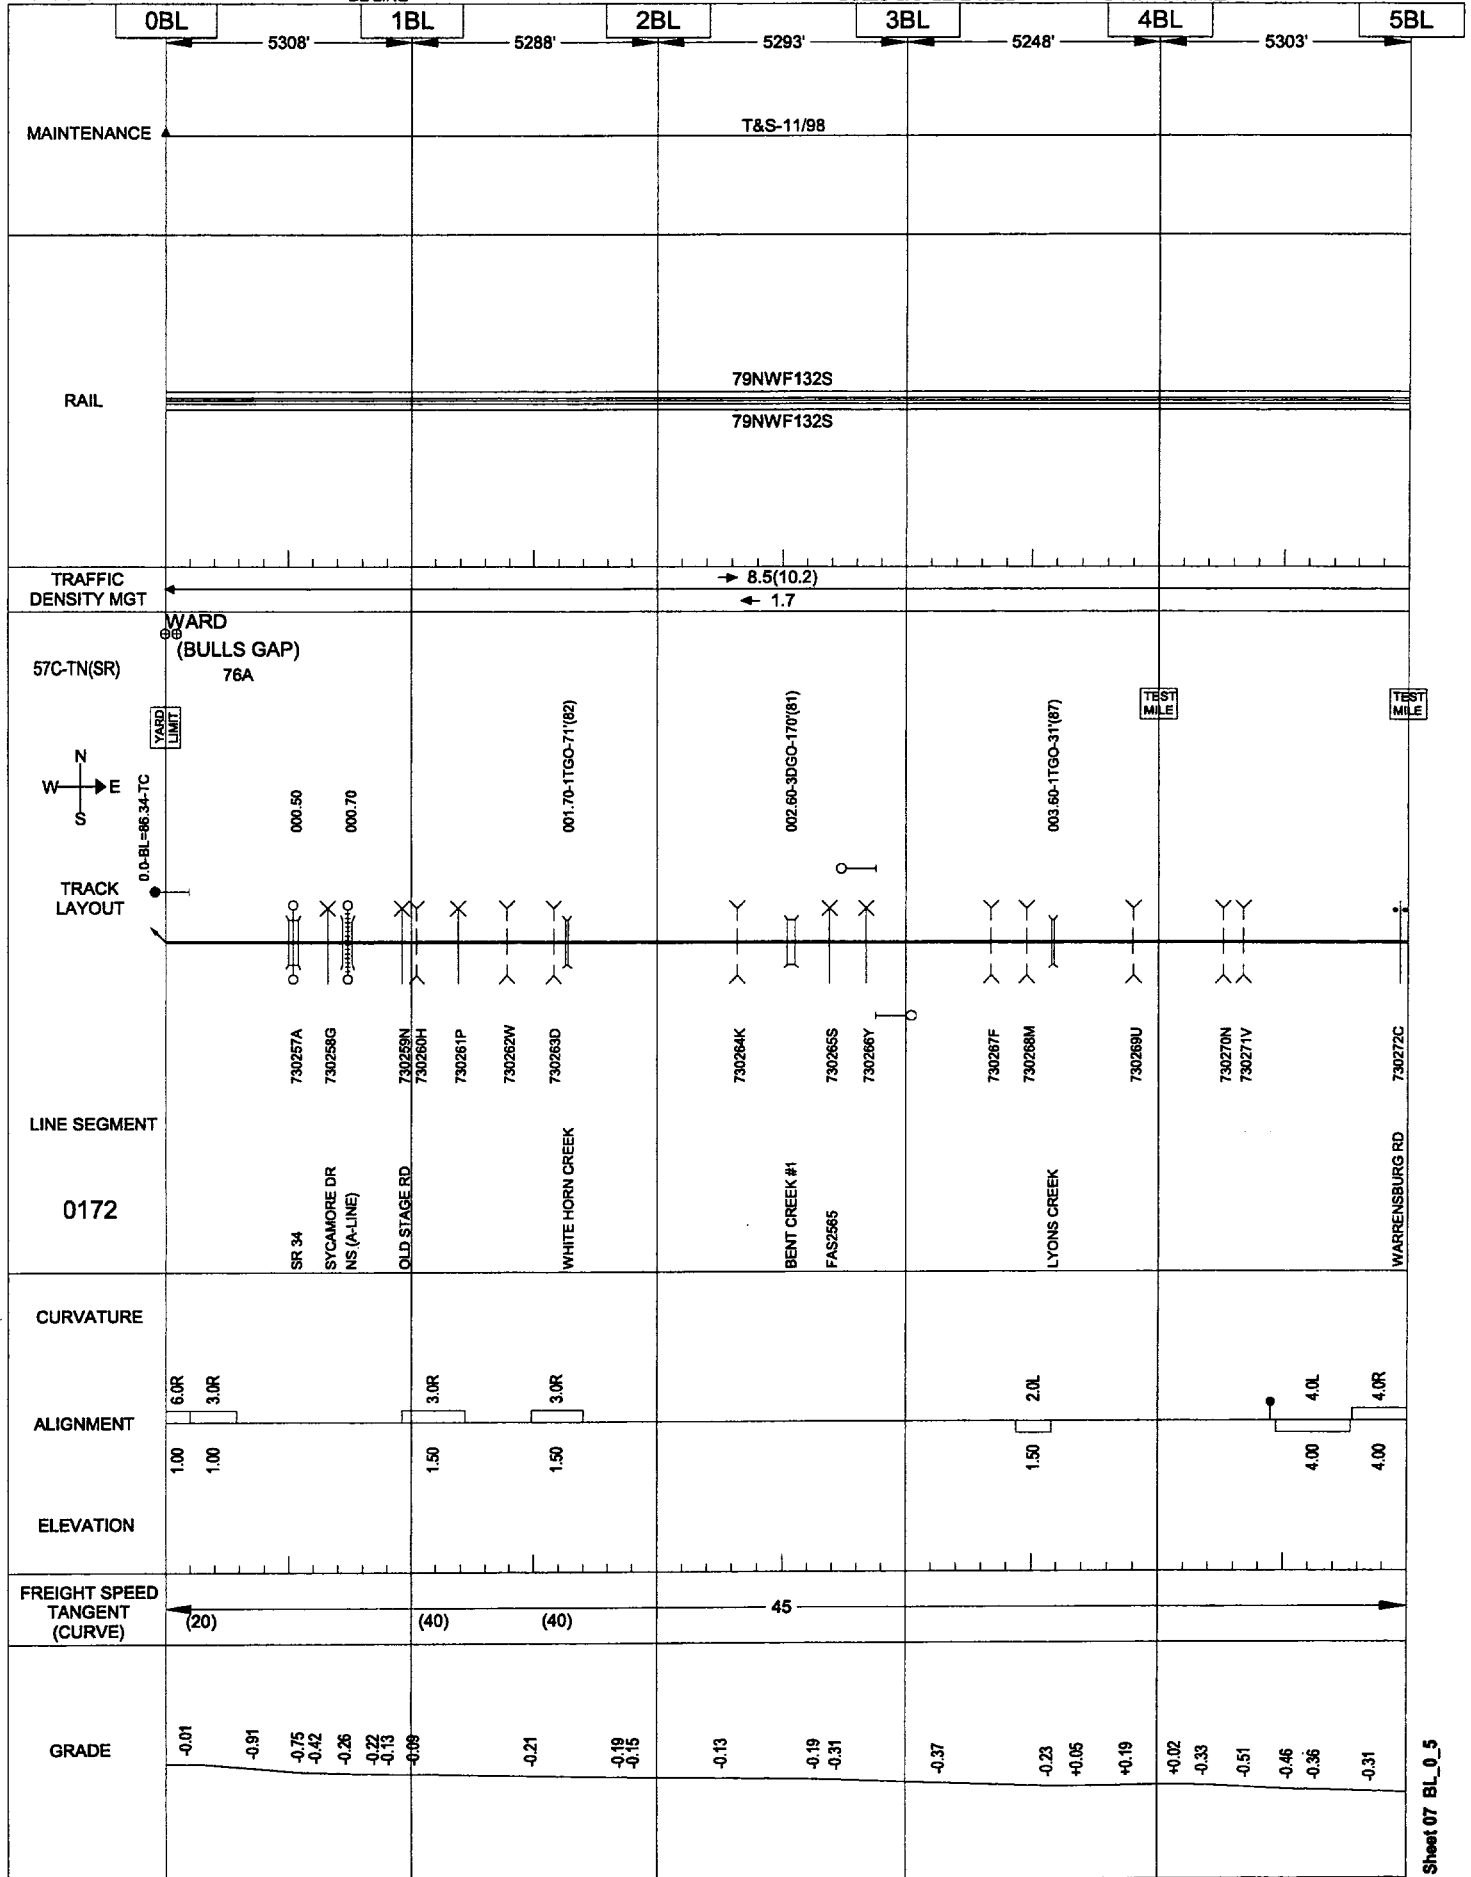 0BL 1BL 2BL 3BL 4BL 5BL
5308' 5288' 5293' 5248' 5303'
MAINTENANCE
T&S-11/98
RAIL
79NWF132S
79NWF132S
TRAFFIC
DENSITY MGT
8.5(10.2)
1.7
WARD
(BULLS GAP)
76A
57C-TN(SR)
YARD
LIMIT
TEST
MILE
TEST
MILE
N
W E
S
0.0-BL=86.34-TC
000.50
000.70
001.70-1TGO-71'(82)
002.60-3DGO-170'(81)
003.60-1TGO-31'(87)
TRACK
LAYOUT
730257A
730258G
730259N
730260H
730261P
730262W
730263D
730264K
730265S
730266Y
730267F
730268M
730269U
730270N
730271V
730272C
LINE SEGMENT
0172
SR 34
SYCAMORE DR
NS (A-LINE)
OLD STAGE RD
WHITE HORN CREEK
BENT CREEK #1
FAS2565
LYONS CREEK
WARRENSBURG RD
CURVATURE
6.0R 3.0R 3.0R 3.0R 2.0L 4.0L 4.0R
ALIGNMENT
1.00 1.00 1.50 1.50 1.50 4.00 4.00
ELEVATION
FREIGHT SPEED
TANGENT
(CURVE)
45
(20) (40) (40)
GRADE
-0.01 -0.91 -0.75 -0.42 -0.26 -0.22 -0.13 -0.09 -0.21 -0.19 -0.15 -0.13 -0.19 -0.31 -0.37 -0.23 +0.05 +0.19 +0.02 -0.33 -0.51 -0.46 -0.36 -0.31
Sheet 07 BL_0_5